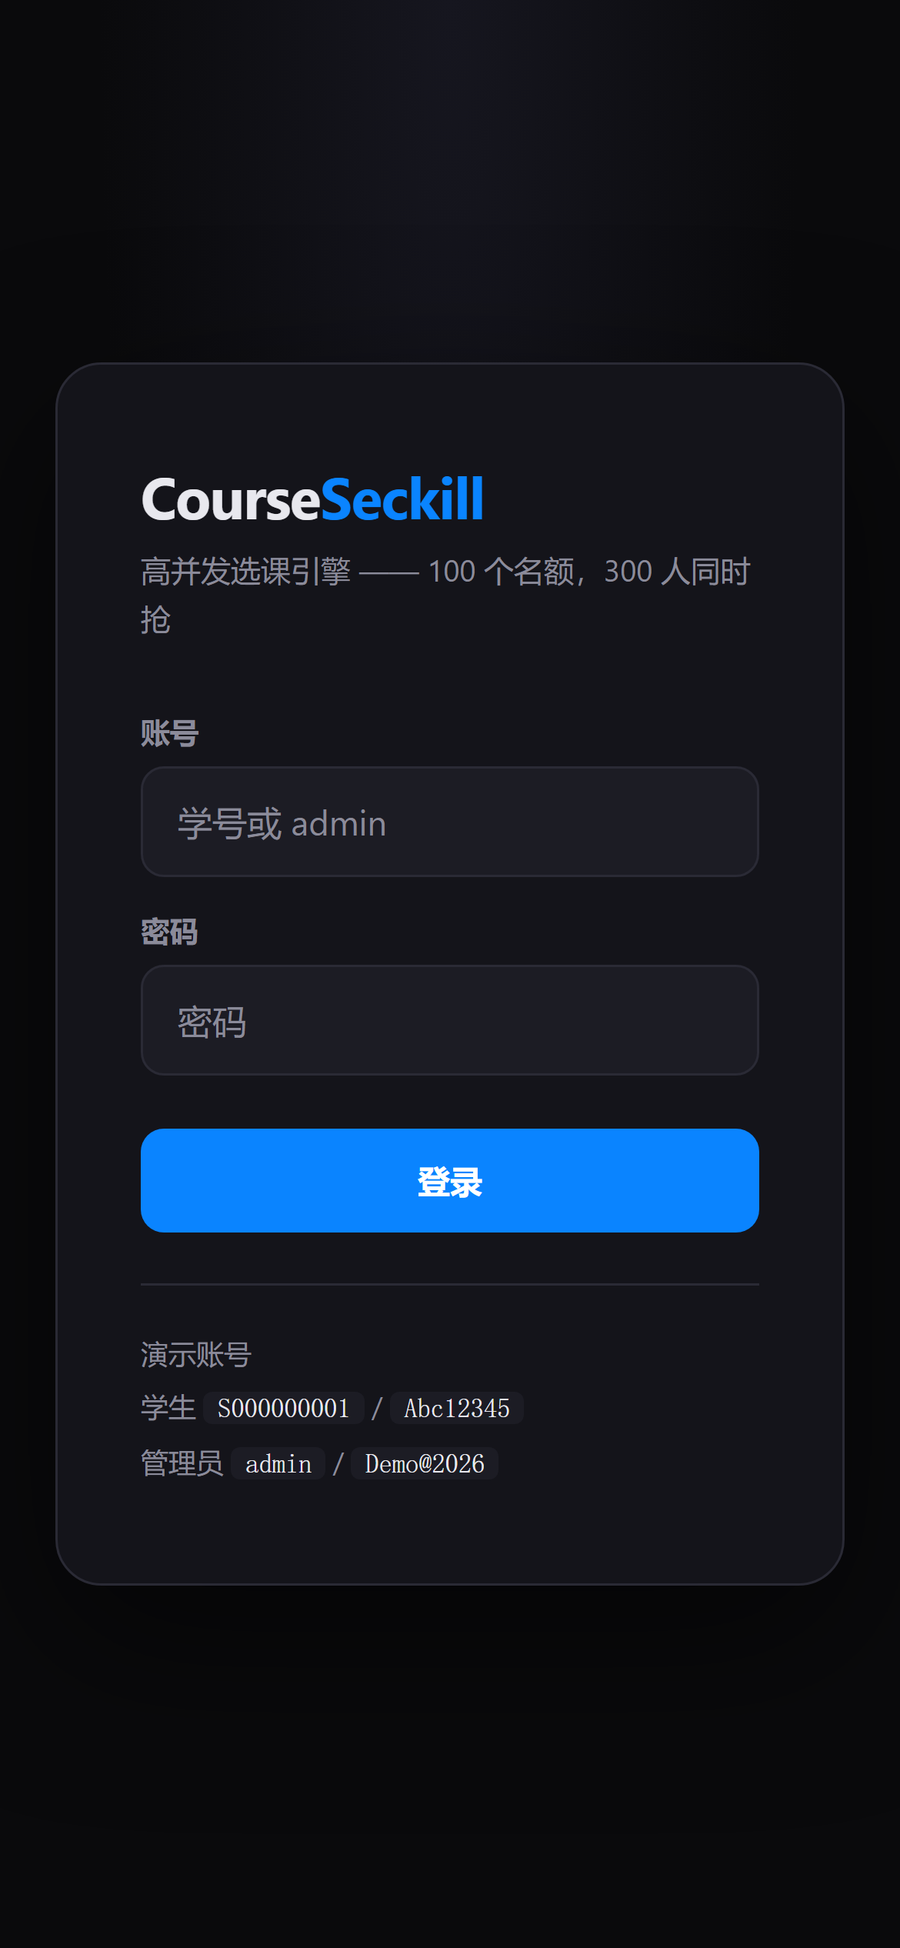 CourseSeckill
高并发选课引擎 —— 100 个名额，300 人同时
抢
账号
学号或 admin
密码
密码
登录
演示账号
学生 S000000001 / Abc12345
管理员 admin / Demo@2026